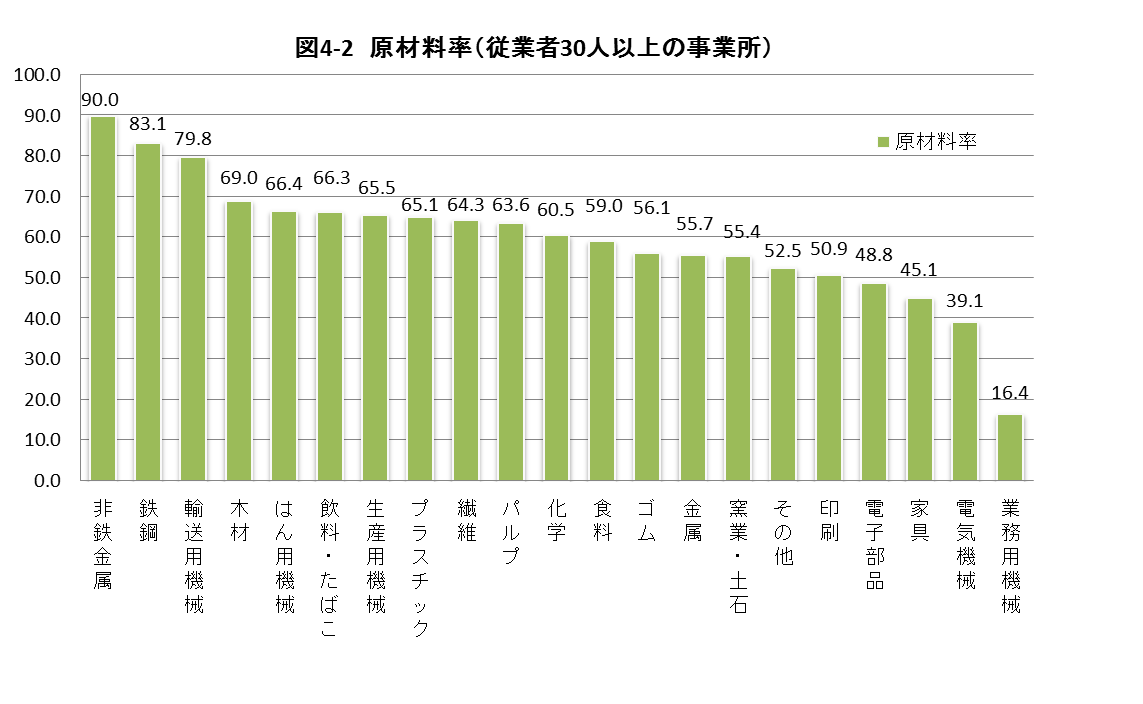 図4-2 原材料率（従業者30人以上の事業所）
100.0
90.0
80.0
70.0
60.0
50.0
40.0
30.0
20.0
10.0
0.0
90.0
83.1
79.8
69.0
66.4
66.3
65.5
65.1
64.3
63.6
60.5
59.0
56.1
55.7
55.4
52.5
50.9
48.8
45.1
39.1
16.4
原材料率
非鉄金属
鉄鋼
輸送用機械
木材
はん用機械
飲料・たばこ
生産用機械
プラスチック
繊維
パルプ
化学
食料
ゴム
金属
窯業・土石
その他
印刷
電子部品
家具
電気機械
業務用機械